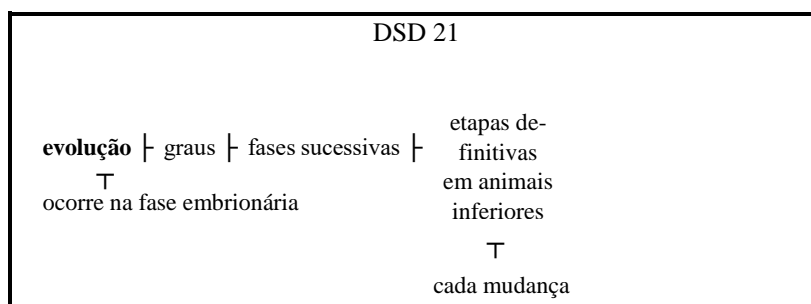 DSD 21
evolução ├ graus ├ fases sucessivas ├
etapas de-
finitivas
em animais
inferiores
┬
ocorre na fase embrionária
┬
cada mudança